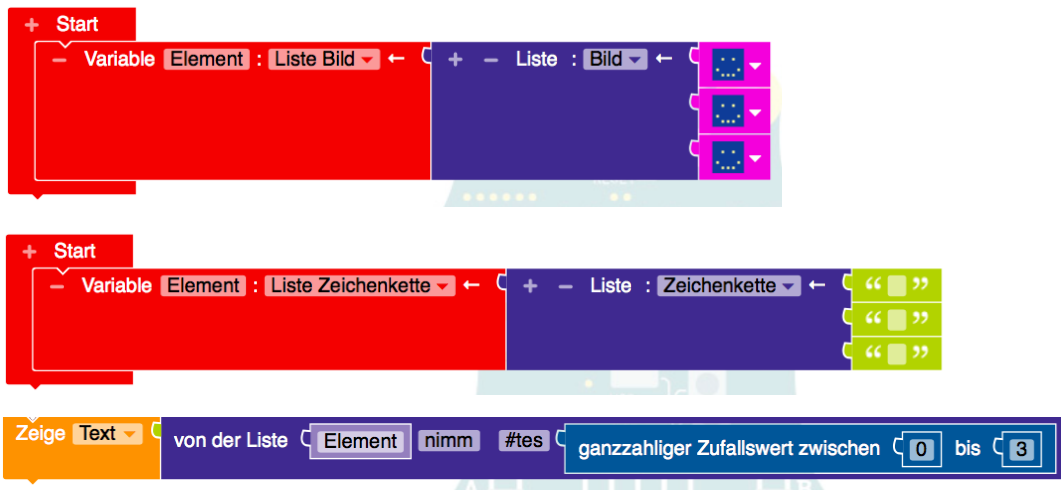 + Start
− Variable Element : Liste Bild ← + − Liste : Bild ←
+ Start
− Variable Element : Liste Zeichenkette ← + − Liste : Zeichenkette ← “ ”
“ ”
“ ”
Zeige Text von der Liste Element nimm #tes ganzzahliger Zufallswert zwischen 0 bis 3